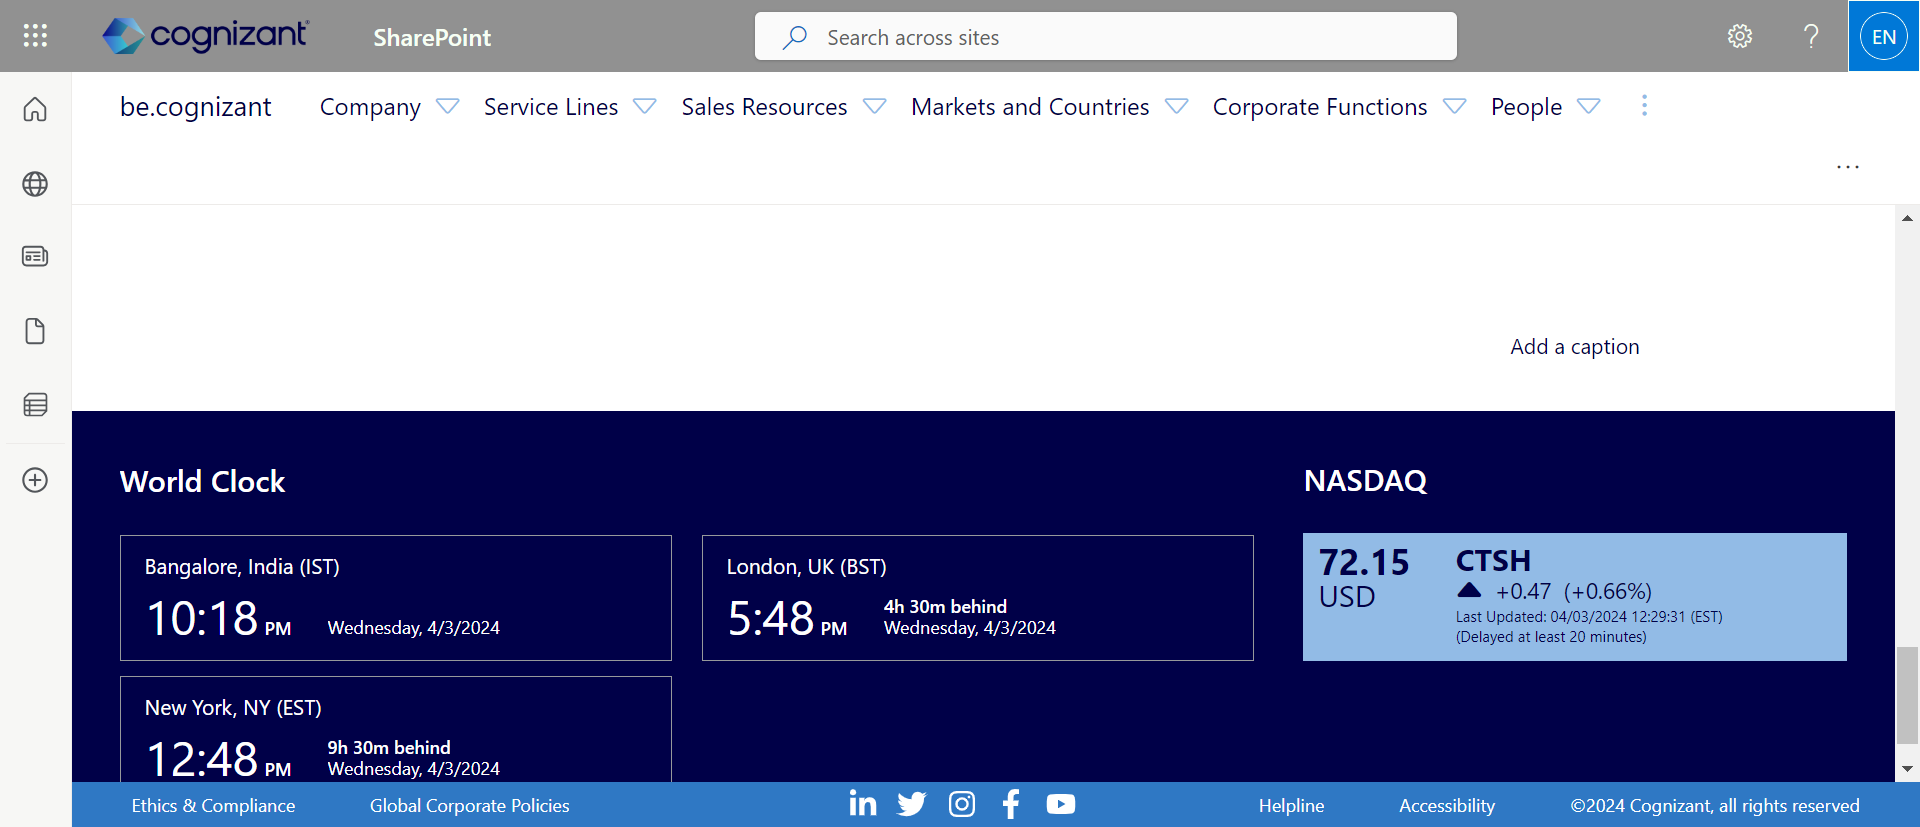 cognizant
SharePoint
Search across sites
?
EN
be.cognizant
Company
Service Lines
Sales Resources
Markets and Countries
Corporate Functions
People
...
Add a caption
World Clock
NASDAQ
Bangalore, India (IST)
10:18 PM
Wednesday, 4/3/2024
London, UK (BST)
5:48 PM
4h 30m behind
Wednesday, 4/3/2024
72.15
USD
CTSH
+0.47 (+0.66%)
Last Updated: 04/03/2024 12:29:31 (EST)
(Delayed at least 20 minutes)
New York, NY (EST)
12:48 PM
9h 30m behind
Wednesday, 4/3/2024
Ethics & Compliance
Global Corporate Policies
Helpline
Accessibility
©2024 Cognizant, all rights reserved